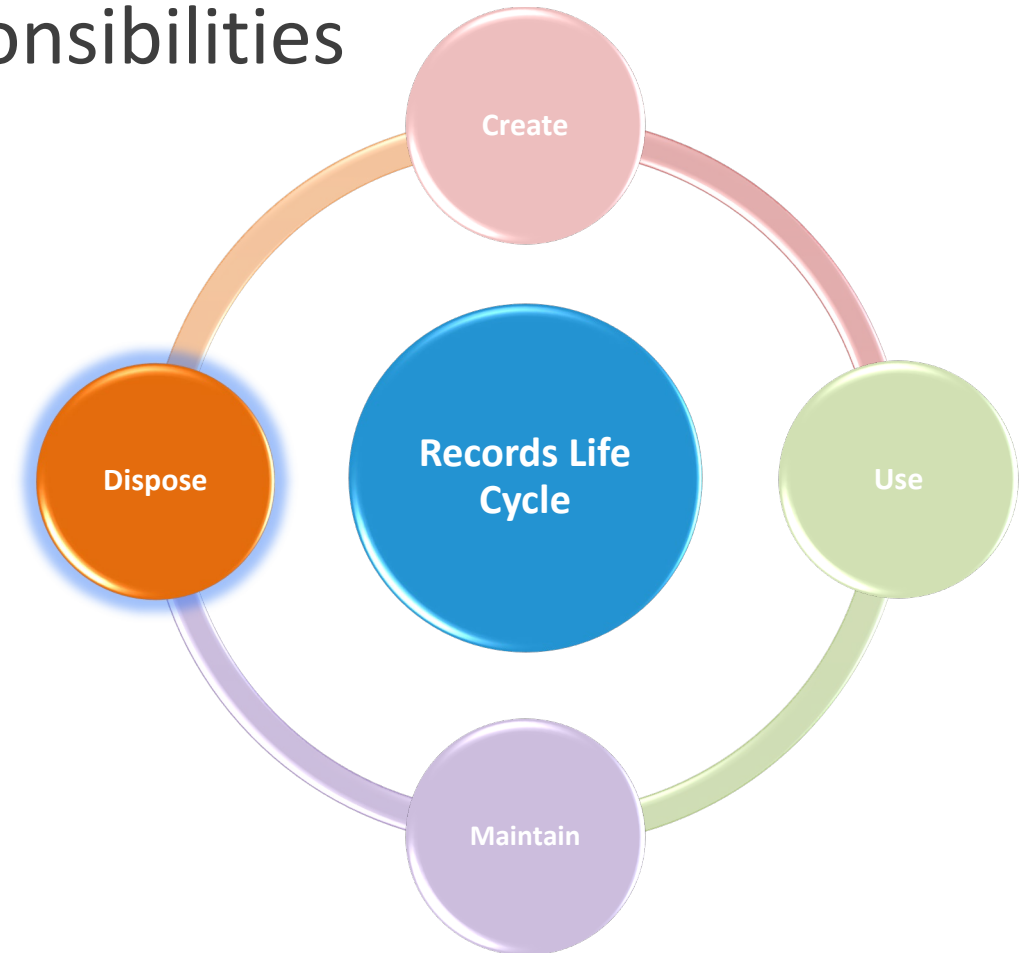 onsibilities
Create
Records Life
Cycle
Dispose
Use
Maintain